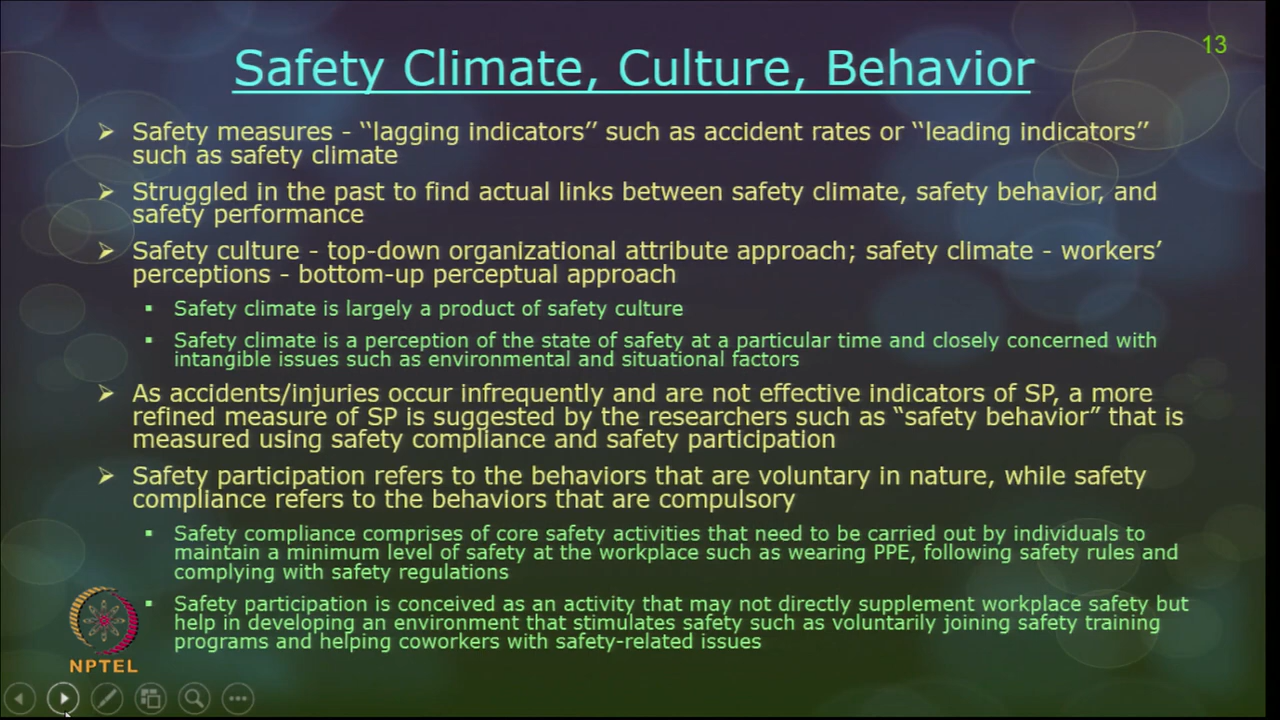 13
Safety Climate, Culture, Behavior
➢ Safety measures - ‘‘lagging indicators’’ such as accident rates or ‘‘leading indicators’’
such as safety climate
➢ Struggled in the past to find actual links between safety climate, safety behavior, and
safety performance
➢ Safety culture - top-down organizational attribute approach; safety climate - workers’
perceptions - bottom-up perceptual approach
▪ Safety climate is largely a product of safety culture
▪ Safety climate is a perception of the state of safety at a particular time and closely concerned with
intangible issues such as environmental and situational factors
➢ As accidents/injuries occur infrequently and are not effective indicators of SP, a more
refined measure of SP is suggested by the researchers such as “safety behavior” that is
measured using safety compliance and safety participation
➢ Safety participation refers to the behaviors that are voluntary in nature, while safety
compliance refers to the behaviors that are compulsory
▪ Safety compliance comprises of core safety activities that need to be carried out by individuals to
maintain a minimum level of safety at the workplace such as wearing PPE, following safety rules and
complying with safety regulations
▪ Safety participation is conceived as an activity that may not directly supplement workplace safety but
help in developing an environment that stimulates safety such as voluntarily joining safety training
programs and helping coworkers with safety-related issues
NPTEL